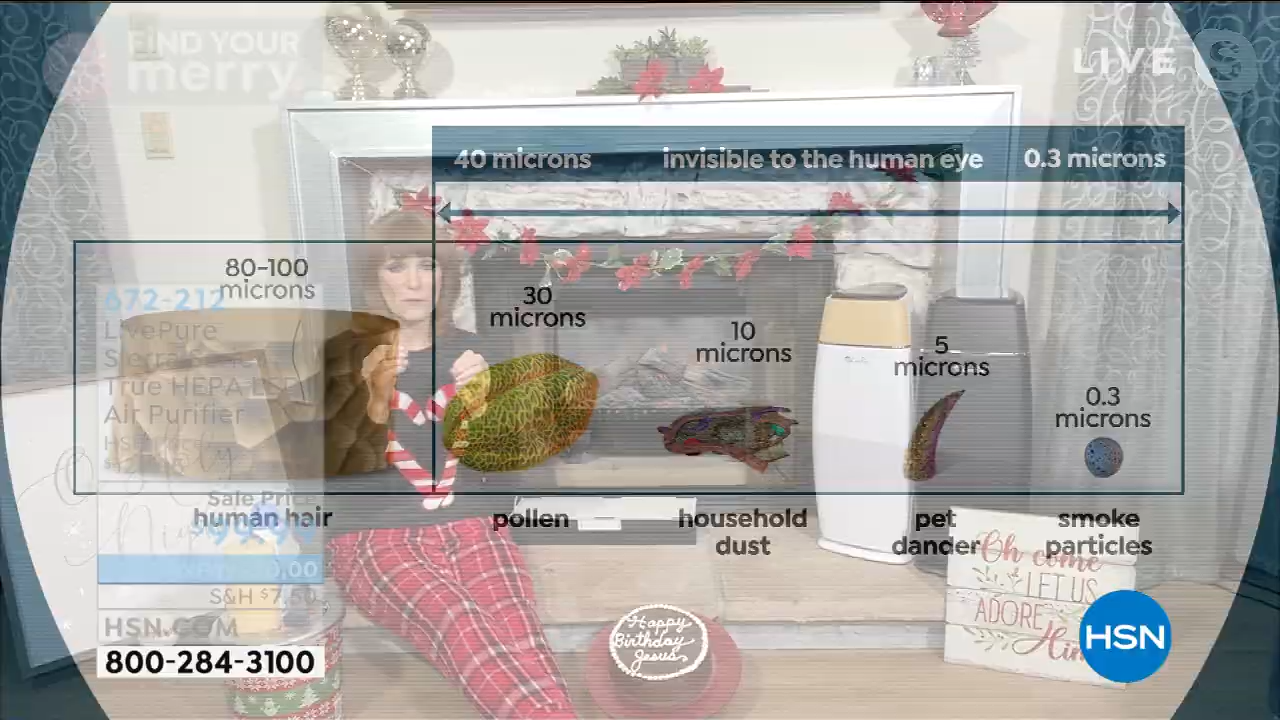 FIND YOUR
merry
LIVE
S
40 microns
invisible to the human eye
0.3 microns
80-100
microns
30
microns
10
microns
5
microns
0.3
microns
672-212
LivePure
True HEPA
Air Purifier
Sale Price
human hair
pollen
household
dust
pet
dander
smoke
particles
S&H $7.50
HSN.COM
800-284-3100
Happy
Birthday
Jesus
Oh come
LET US
ADORE
Him
HSN